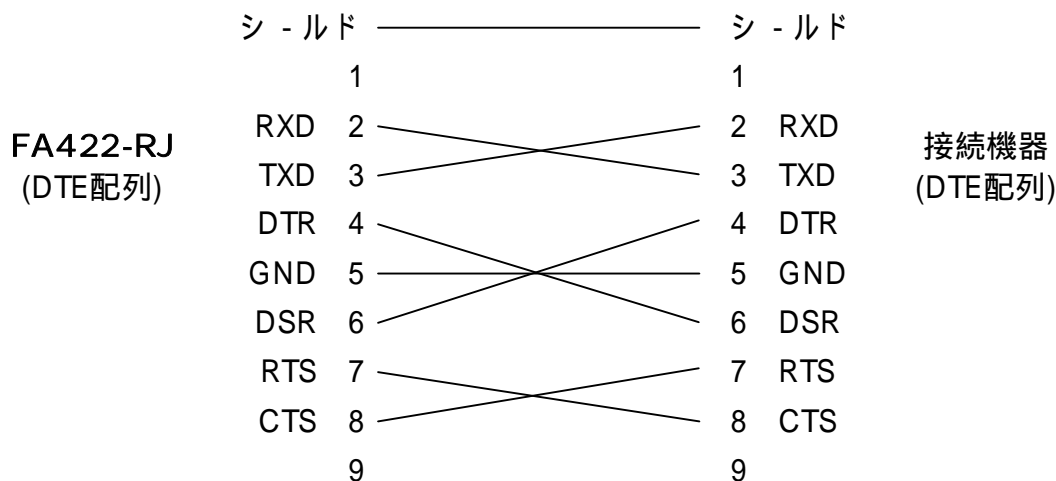 シ - ルド シ - ルド
1 1
RXD 2 2 RXD
FA422-RJ 接続機器
(DTE配列) TXD 3 3 TXD (DTE配列)
DTR 4 4 DTR
GND 5 5 GND
DSR 6 6 DSR
RTS 7 7 RTS
CTS 8 8 CTS
9 9